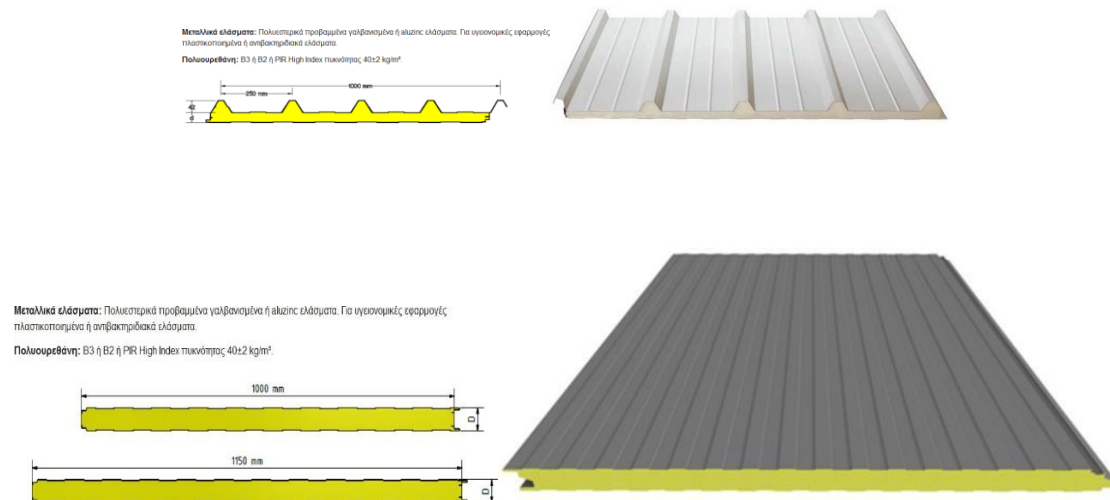 Μεταλλικά ελάσματα: Πολυεστερικά προβαμμένα γαλβανισμένα ή aluzinc ελάσματα. Για υγειονομικές εφαρμογές
πλαστικοποιημένα ή αντιβακτηριδιακά ελάσματα.
Πολυουρεθάνη: B3 ή B2 ή PIR High Index πυκνότητας 40±2 kg/m³.
1000 mm
250 mm
42
Μεταλλικά ελάσματα: Πολυεστερικά προβαμμένα γαλβανισμένα ή aluzinc ελάσματα. Για υγειονομικές εφαρμογές
πλαστικοποιημένα ή αντιβακτηριδιακά ελάσματα.
Πολυουρεθάνη: B3 ή B2 ή PIR High Index πυκνότητας 40±2 kg/m³.
1000 mm
D
1150 mm
D